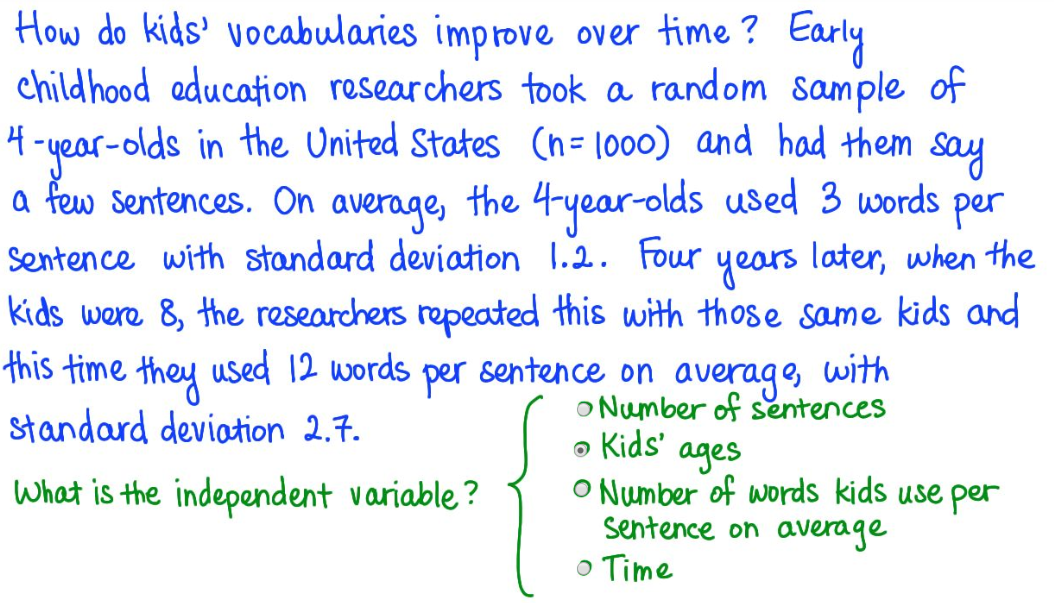 How do kids' vocabularies improve over time? Early
childhood education researchers took a random sample of
4-year-olds in the United States (n=1000) and had them say
a few sentences. On average, the 4-year-olds used 3 words per
sentence with standard deviation 1.2. Four years later, when the
kids were 8, the researchers repeated this with those same kids and
this time they used 12 words per sentence on average, with
standard deviation 2.7.
What is the independent variable?
Number of sentences
Kids' ages
Number of words kids use per
sentence on average
Time